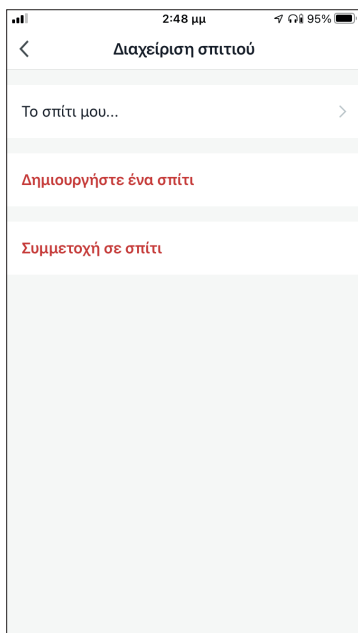 2:48 μμ 95%
Διαχείριση σπιτιού
Το σπίτι μου...
Δημιουργήστε ένα σπίτι
Συμμετοχή σε σπίτι